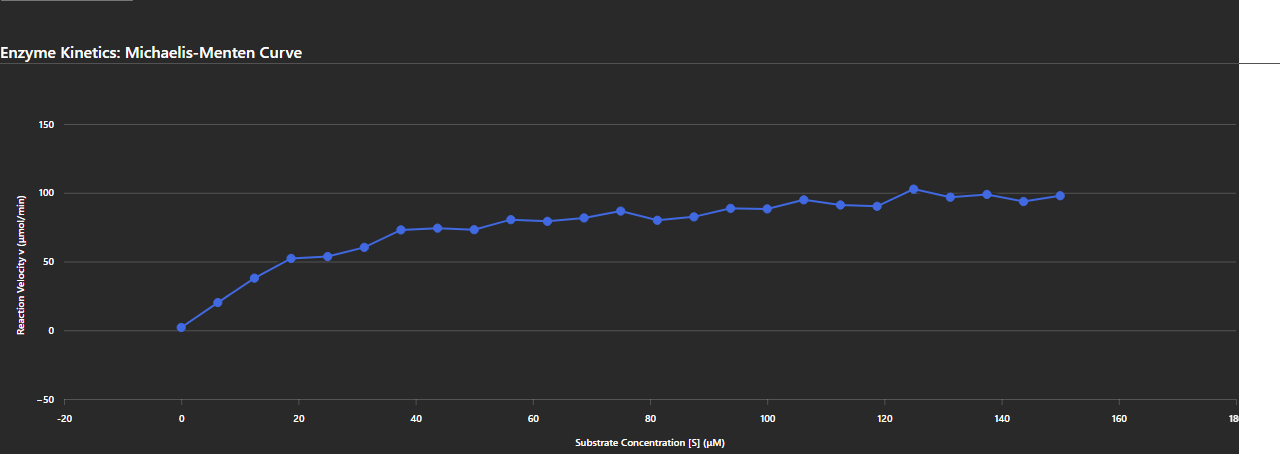 Enzyme Kinetics: Michaelis-Menten Curve
150
100
50
0
−50
Reaction Velocity v (µmol/min)
-20 0 20 40 60 80 100 120 140 160 18
Substrate Concentration [S] (µM)